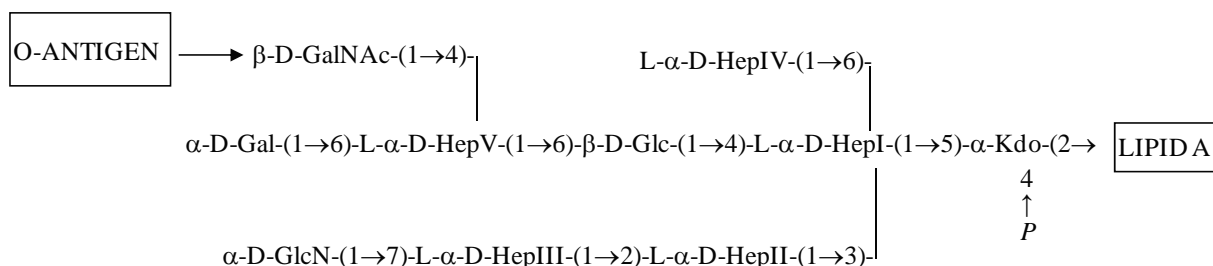 O-ANTIGEN
β-D-GalNAc-(1→4)-
L-α-D-HepIV-(1→6)-
α-D-Gal-(1→6)-L-α-D-HepV-(1→6)-β-D-Glc-(1→4)-L-α-D-HepI-(1→5)-α-Kdo-(2→
LIPID A
4
↑
P
α-D-GlcN-(1→7)-L-α-D-HepIII-(1→2)-L-α-D-HepII-(1→3)-